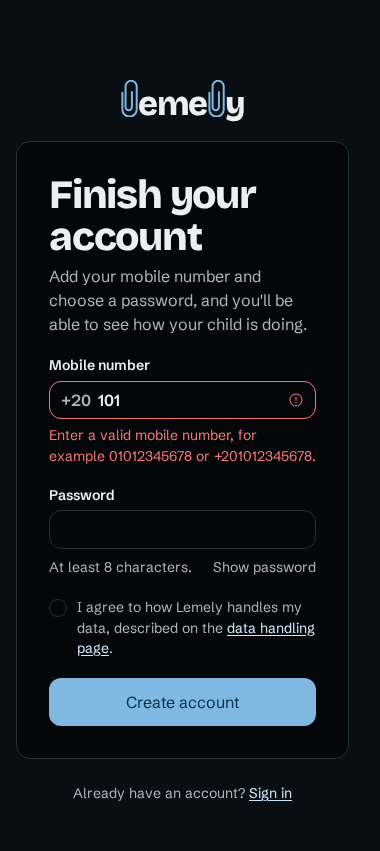 lemely
Finish your
account
Add your mobile number and
choose a password, and you'll be
able to see how your child is doing.
Mobile number
+20 101
Enter a valid mobile number, for
example 01012345678 or +201012345678.
Password
At least 8 characters. Show password
I agree to how Lemely handles my
data, described on the data handling
page.
Create account
Already have an account? Sign in